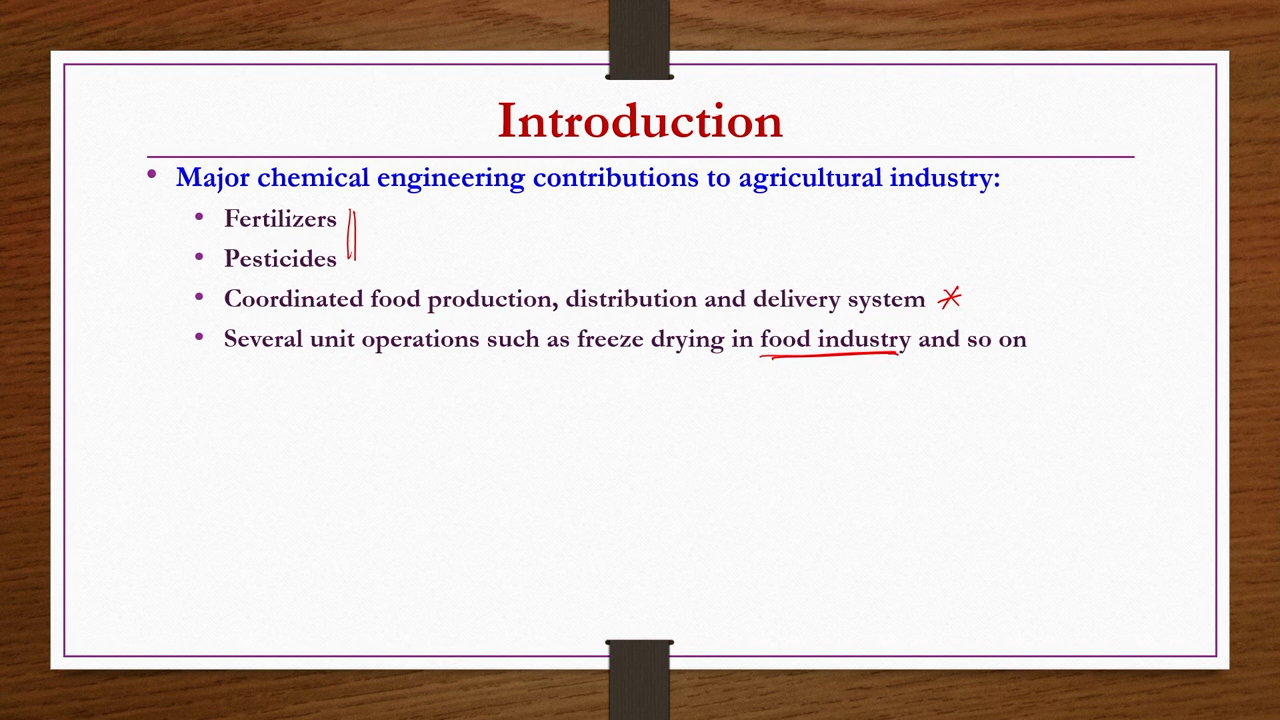 Introduction
• Major chemical engineering contributions to agricultural industry:
• Fertilizers
• Pesticides
• Coordinated food production, distribution and delivery system *
• Several unit operations such as freeze drying in food industry and so on